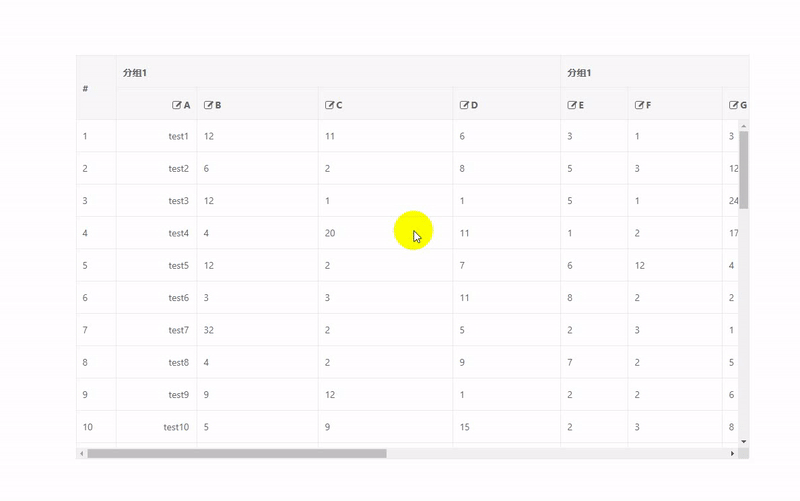 分组1 分组1
# A B C D E F G
1 test1 12 11 6 3 1 3
2 test2 6 2 8 5 3 12
3 test3 12 1 1 5 1 24
4 test4 4 20 11 1 2 17
5 test5 12 2 7 6 12 4
6 test6 3 3 11 8 2 2
7 test7 32 2 5 2 3 1
8 test8 4 2 9 7 2 5
9 test9 9 12 1 2 2 6
10 test10 5 9 15 2 3 8